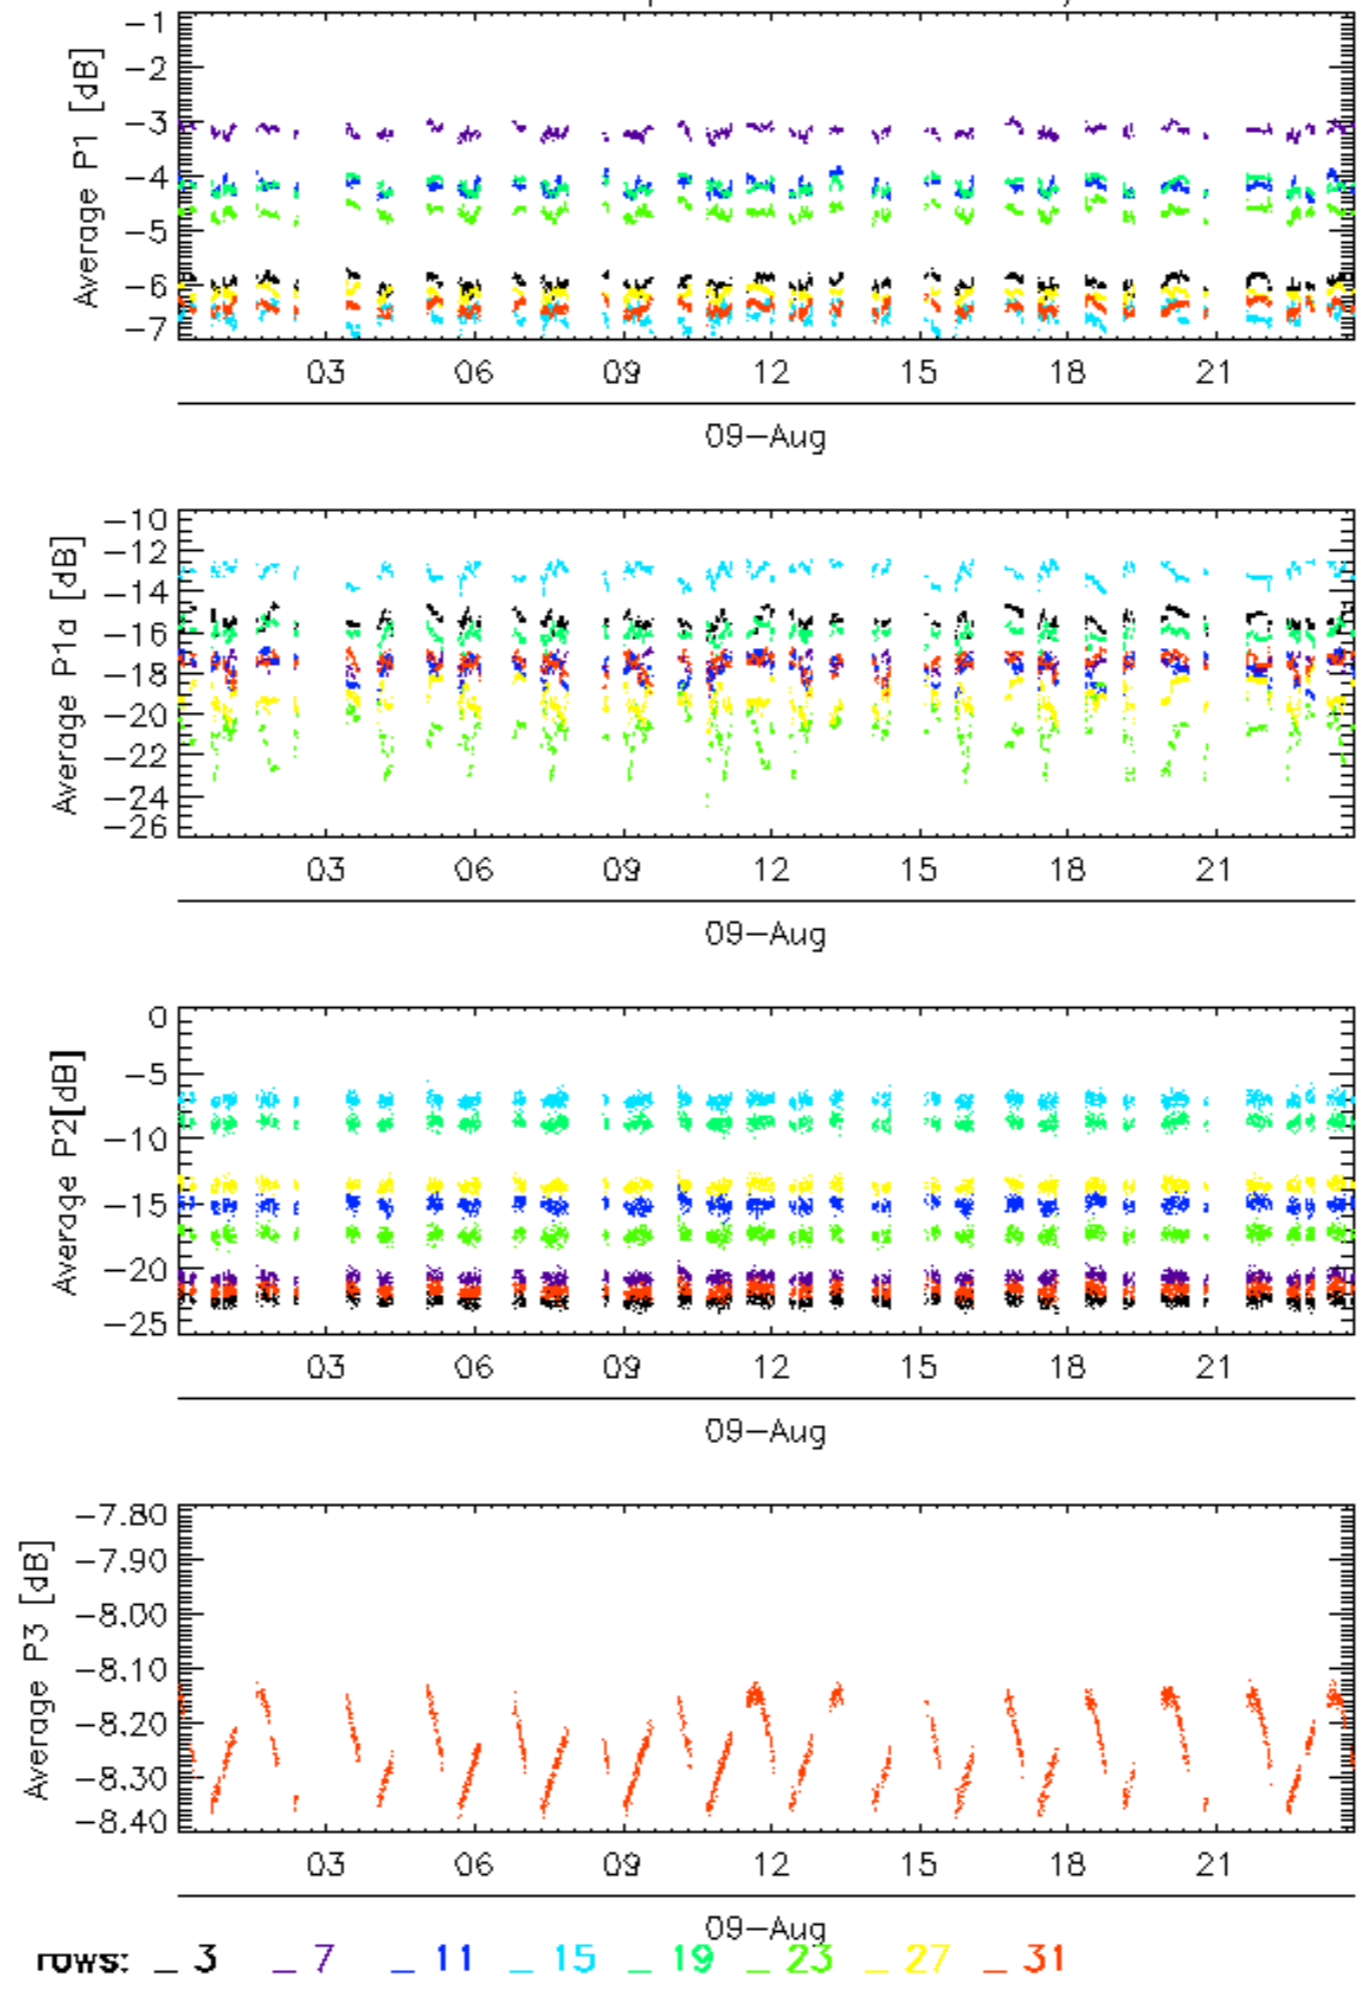 -1
-2
-3
-4
-5
-6
-7
Average P1 [dB]
03 06 09 12 15 18 21
09-Aug
-10
-12
-14
-16
-18
-20
-22
-24
-26
Average P1a [dB]
03 06 09 12 15 18 21
09-Aug
0
-5
-10
-15
-20
-25
Average P2[dB]
03 06 09 12 15 18 21
09-Aug
-7.80
-7.90
-8.00
-8.10
-8.20
-8.30
-8.40
Average P3 [dB]
03 06 09 12 15 18 21
09-Aug
rows: _ 3 _ 7 _ 11 _ 15 _ 19 _ 23 _ 27 _ 31